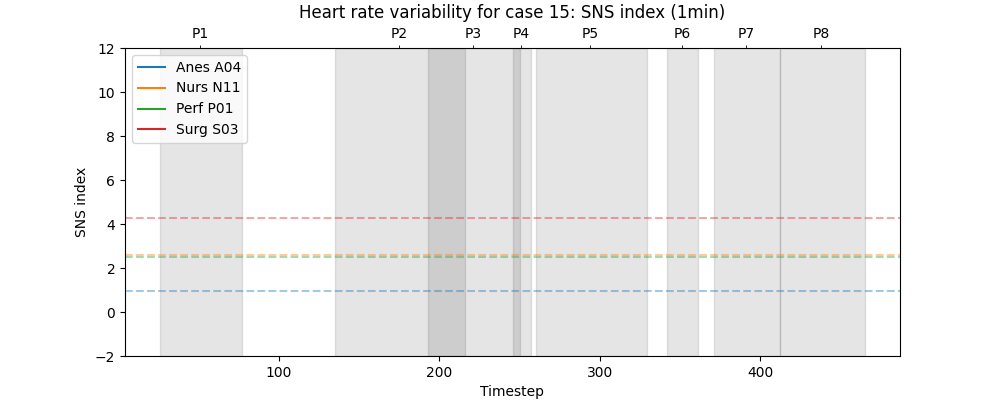 Heart rate variability for case 15: SNS index (1min)
P1 P2 P3 P4 P5 P6 P7 P8
12
10
8
6
4
2
0
−2
SNS index
Anes A04
Nurs N11
Perf P01
Surg S03
100 200 300 400
Timestep